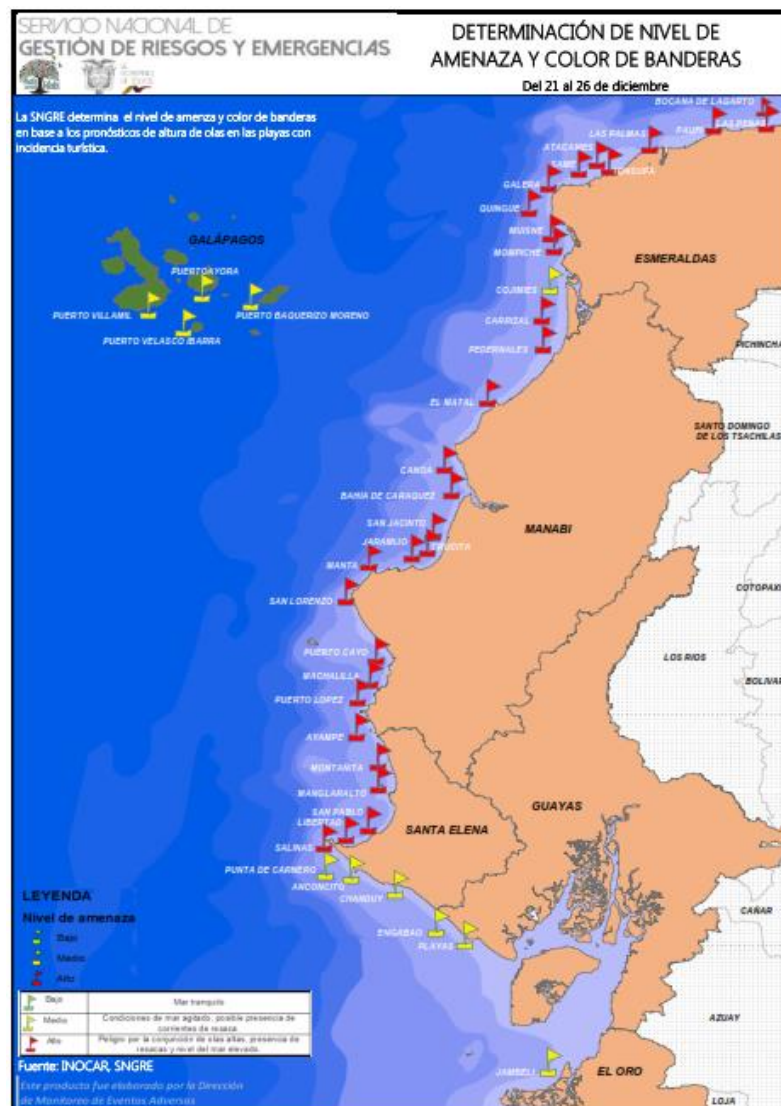 SERVICIO NACIONAL DE
GESTIÓN DE RIESGOS Y EMERGENCIAS
DETERMINACIÓN DE NIVEL DE
AMENAZA Y COLOR DE BANDERAS
Del 21 al 26 de diciembre
La SNGRE determina el nivel de amenza y color de banderas
en base a los pronósticos de altura de olas en las playas con
incidencia turística.
BOCANA DE LAGARTO
LAS PEÑAS
LAS PALMAS
ATACAMES
SAME
GALERA
QUINGUE
MUISNE
MOMPICHE
ESMERALDAS
GALÁPAGOS
PUERTO AYORA
PUERTO VILLAMIL
PUERTO BAQUERIZO MORENO
PUERTO VELASCO IBARRA
COJIMIES
CARRIZAL
PEDERNALES
PICHINCHA
EL MATAL
SANTO DOMINGO
DE LOS TSACHILAS
CANOA
BAHIA DE CARAQUEZ
SAN JACINTO
JARAMIJO
CRUCITA
MANABI
MANTA
COTOPAXI
SAN LORENZO
PUERTO CAYO
LOS RIOS
MACHALILLA
BOLIVAR
PUERTO LOPEZ
AYAMPE
MONTAÑITA
MANGLARALTO
SAN PABLO
LIBERTAD
SANTA ELENA
GUAYAS
SALINAS
PUNTA DE CARNERO
ANCONCITO
CHANDUY
CAÑAR
ENGABAO
PLAYAS
AZUAY
JAMBELI
EL ORO
LOJA
LEYENDA
Nivel de amenaza
Bajo
Medio
Alto
Bajo Mar tranquilo
Medio Condiciones de mar agitado, posible presencia de
corrientes de resaca.
Alto Peligro por la conjunción de olas altas, presencia de
resacas y nivel del mar elevado.
Fuente: INOCAR, SNGRE
Este producto fue elaborado por la Dirección
de Monitoreo de Eventos Adversos